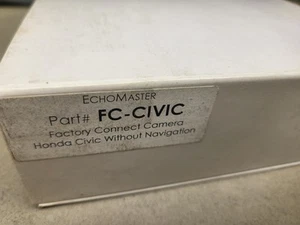 ECHOMASTER
Part# FC-CIVIC
Factory Connect Camera
Honda Civic Without Navigation